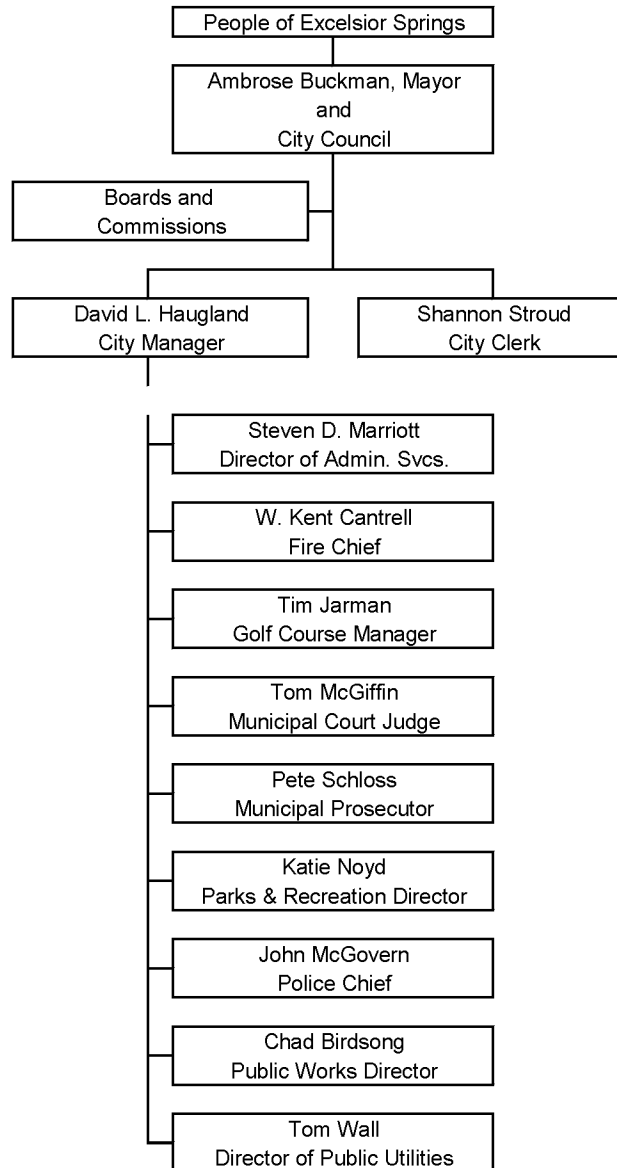 People of Excelsior Springs
Ambrose Buckman, Mayor
and
City Council
Boards and
Commissions
David L. Haugland
City Manager
Shannon Stroud
City Clerk
Steven D. Marriott
Director of Admin. Svcs.
W. Kent Cantrell
Fire Chief
Tim Jarman
Golf Course Manager
Tom McGiffin
Municipal Court Judge
Pete Schloss
Municipal Prosecutor
Katie Noyd
Parks & Recreation Director
John McGovern
Police Chief
Chad Birdsong
Public Works Director
Tom Wall
Director of Public Utilities